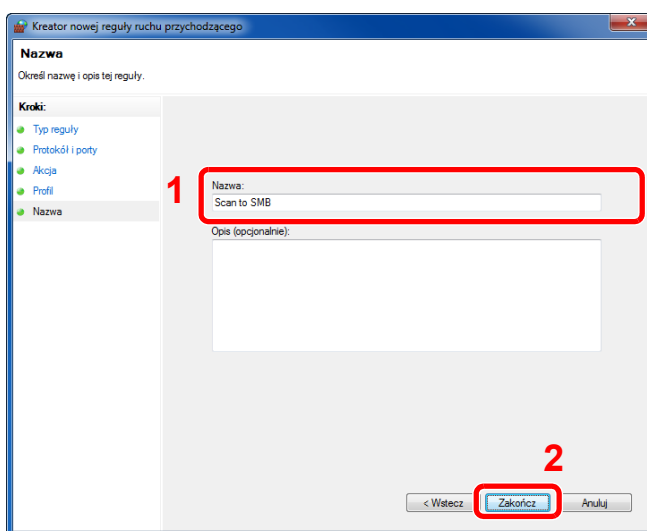 Kreator nowej reguły ruchu przychodzącego
Nazwa
Określ nazwę i opis tej reguły.
Kroki:
Typ reguły
Protokół i porty
Akcja
Profil
Nazwa
1
Nazwa:
Scan to SMB
Opis (opcjonalnie):
2
< Wstecz
Zakończ
Anuluj